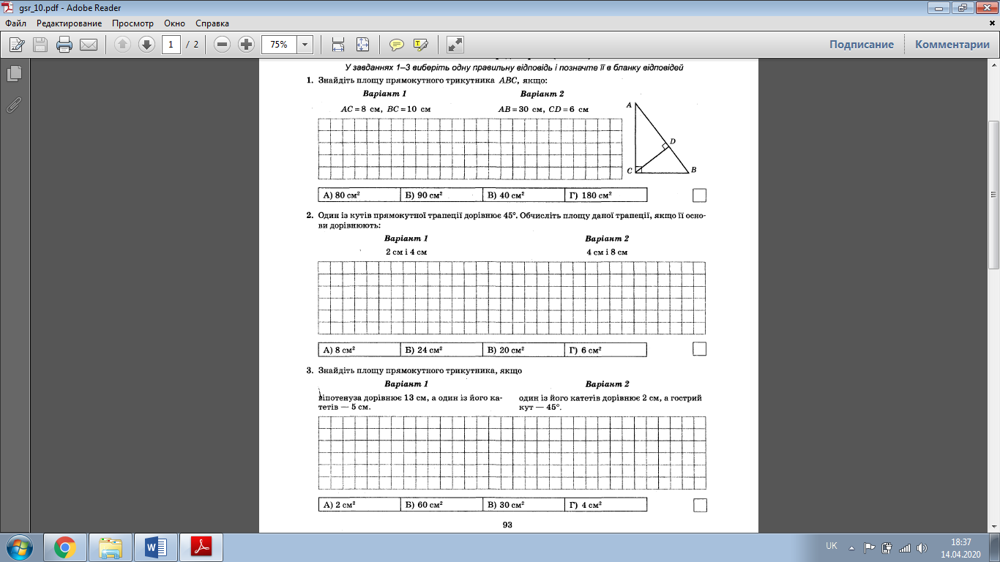 gsr_10.pdf - Adobe Reader
Файл Редактирование Просмотр Окно Справка
1 / 2 75% Подписание Комментарии
У завданнях 1–3 виберіть одну правильну відповідь і позначте її в бланку відповідей
1. Знайдіть площу прямокутного трикутника ABC, якщо:
Варіант 1 Варіант 2
AC = 8 см, BC = 10 см AB = 30 см, CD = 6 см
A
D
C B
А) 80 см² Б) 90 см² В) 40 см² Г) 180 см²
2. Один із кутів прямокутної трапеції дорівнює 45°. Обчисліть площу даної трапеції, якщо її осно-
ви дорівнюють:
Варіант 1 Варіант 2
2 см і 4 см 4 см і 8 см
А) 8 см² Б) 24 см² В) 20 см² Г) 6 см²
3. Знайдіть площу прямокутного трикутника, якщо
Варіант 1 Варіант 2
гіпотенуза дорівнює 13 см, а один із його ка- один із його катетів дорівнює 2 см, а гострий
тетів — 5 см. кут — 45°.
А) 2 см² Б) 60 см² В) 30 см² Г) 4 см²
93
UK 18:37
14.04.2020